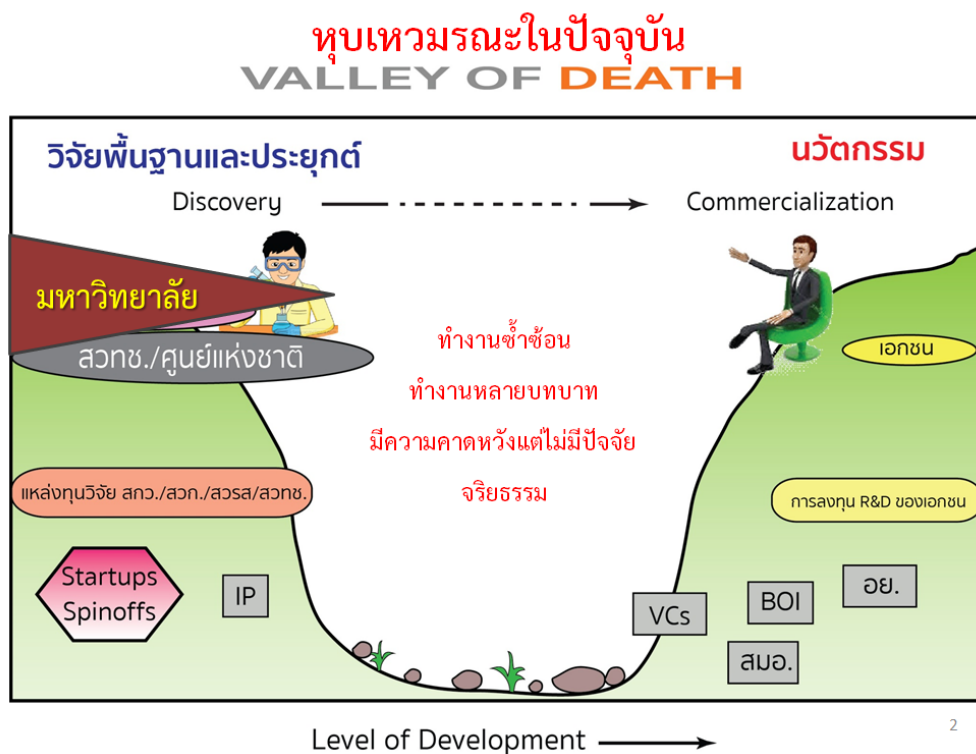 หุบเหวมรณะในปัจจุบัน
VALLEY OF DEATH
วิจัยพื้นฐานและประยุกต์
นวัตกรรม
Discovery
Commercialization
มหาวิทยาลัย
สวทช./ศูนย์แห่งชาติ
ทำงานซ้ำซ้อน
ทำงานหลายบทบาท
มีความคาดหวังแต่ไม่มีปัจจัย
จริยธรรม
เอกชน
แหล่งทุนวิจัย สกว./สวก./สวรส/สวทช.
การลงทุน R&D ของเอกชน
Startups
Spinoffs
IP
VCs
BOI
อย.
สมอ.
Level of Development
2